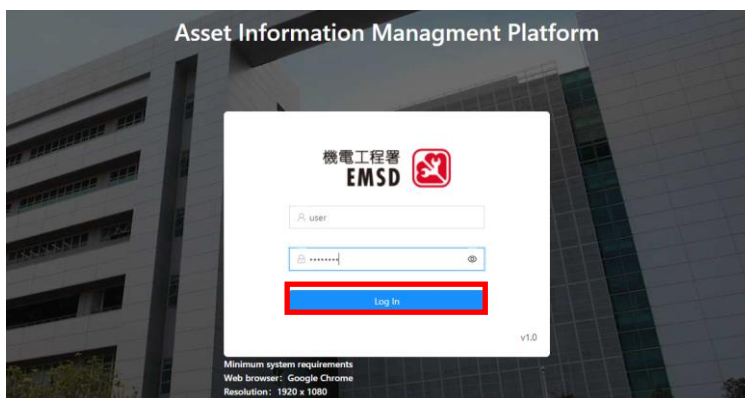 Asset Information Managment Platform
機電工程署
EMSD
user
••••••••
Log In
v1.0
Minimum system requirements
Web browser: Google Chrome
Resolution: 1920 x 1080